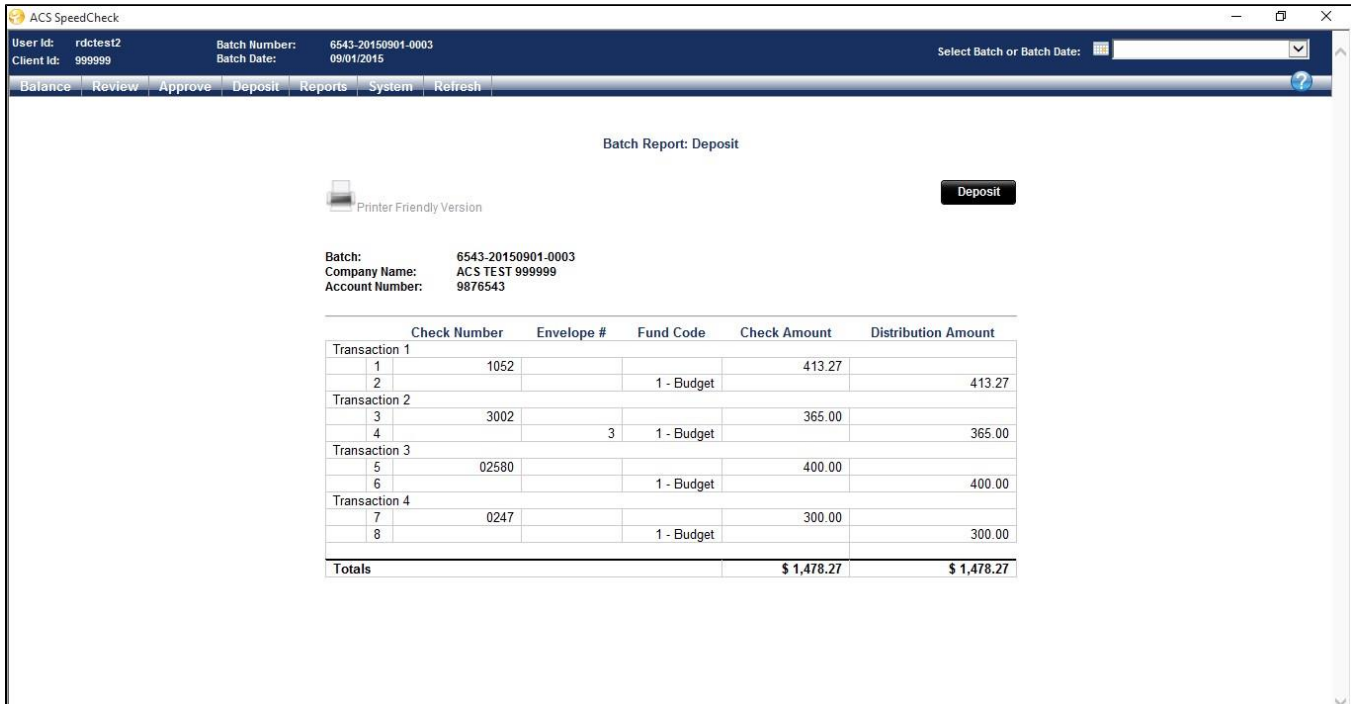 ACS SpeedCheck
User Id: rdctest2 Batch Number: 6543-20150901-0003 Select Batch or Batch Date:
Client Id: 999999 Batch Date: 09/01/2015
Balance Review Approve Deposit Reports System Refresh ?
Batch Report: Deposit
Printer Friendly Version Deposit
Batch: 6543-20150901-0003
Company Name: ACS TEST 999999
Account Number: 9876543
Check Number Envelope # Fund Code Check Amount Distribution Amount
Transaction 1
1 1052 413.27
2 1 - Budget 413.27
Transaction 2
3 3002 365.00
4 3 1 - Budget 365.00
Transaction 3
5 02580 400.00
6 1 - Budget 400.00
Transaction 4
7 0247 300.00
8 1 - Budget 300.00
Totals $ 1,478.27 $ 1,478.27